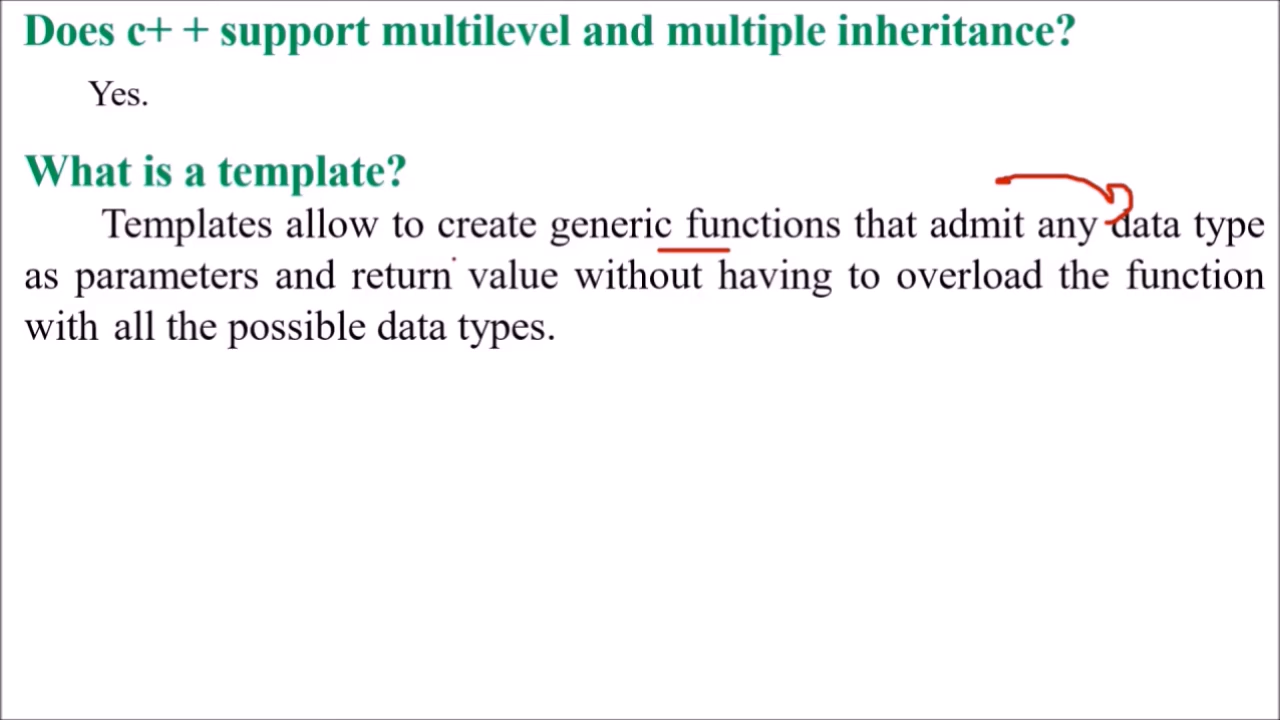 Does c+ + support multilevel and multiple inheritance?
Yes.
What is a template?
Templates allow to create generic functions that admit any data type
as parameters and return value without having to overload the function
with all the possible data types.